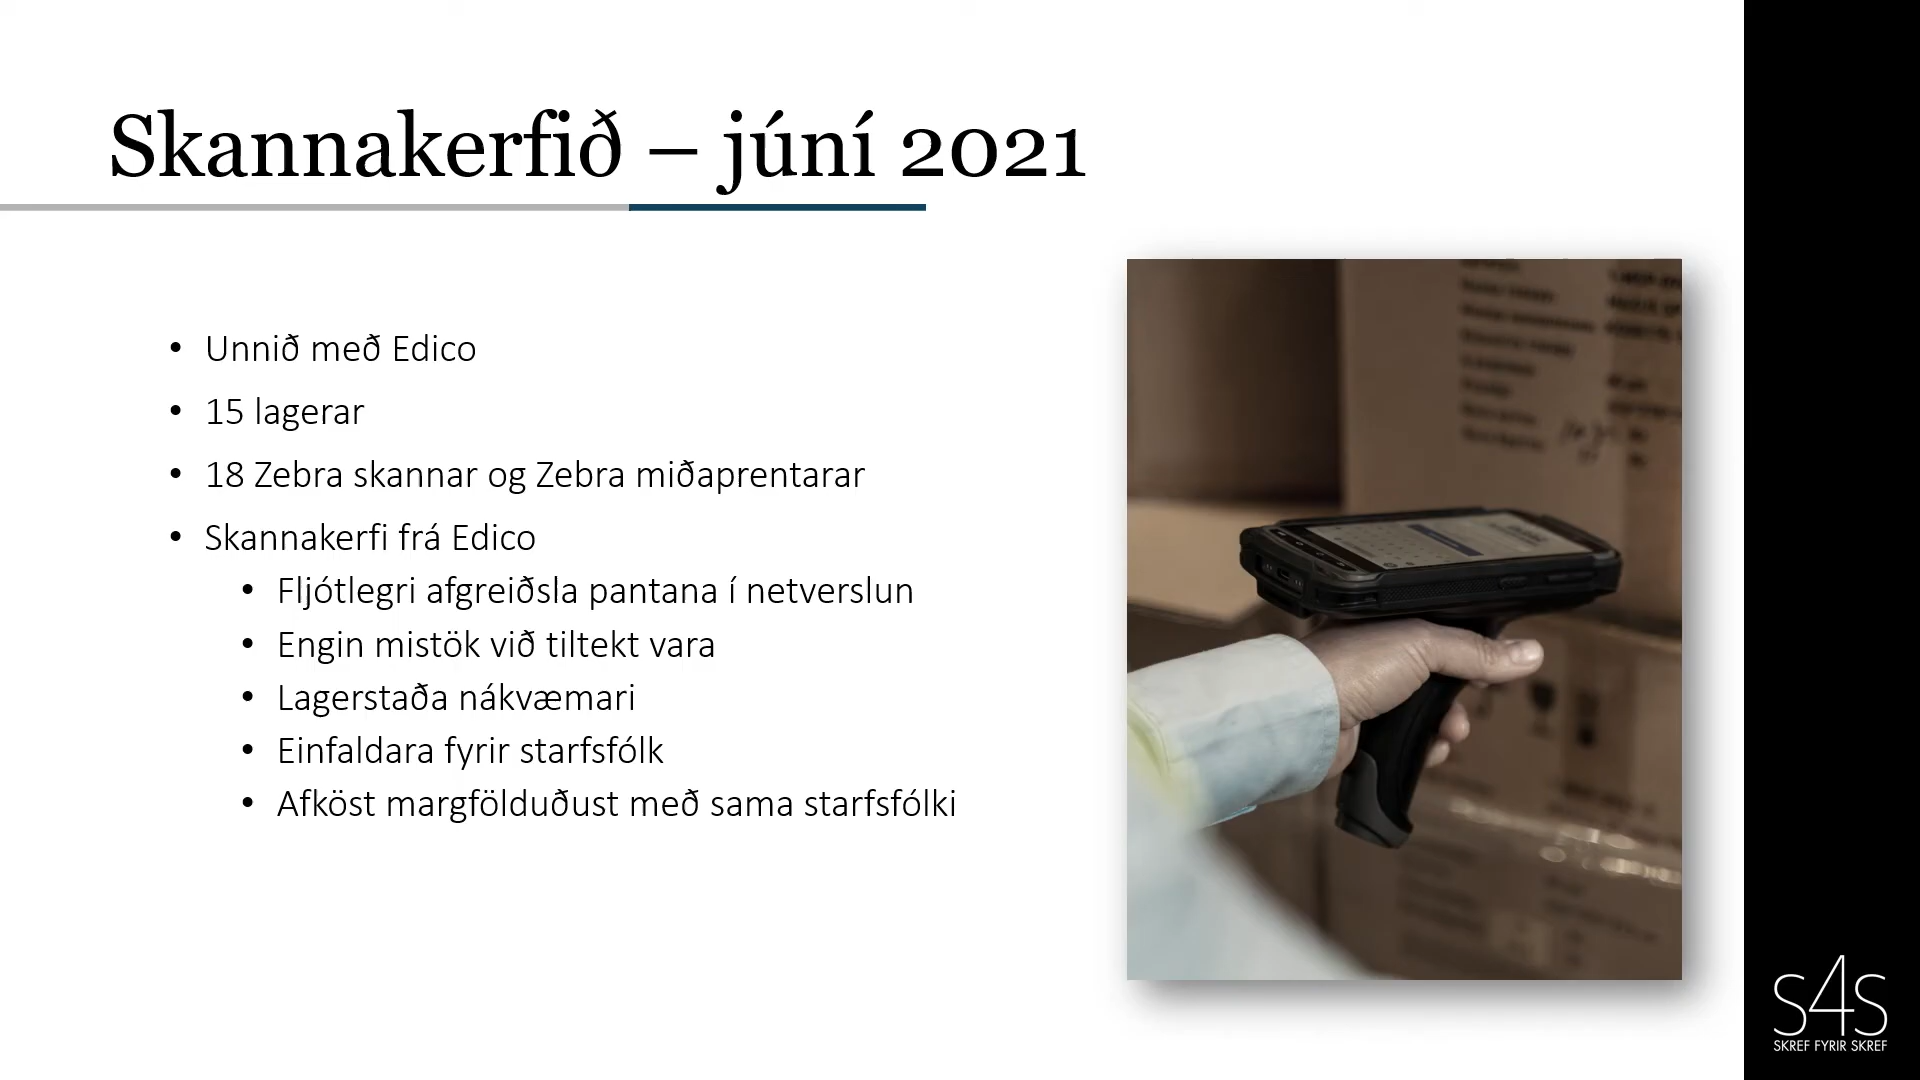 Skannakerfið – júní 2021
• Unnið með Edico
• 15 lagerar
• 18 Zebra skannar og Zebra miðaprentarar
• Skannakerfi frá Edico
• Fljótlegri afgreiðsla pantana í netverslun
• Engin mistök við tiltekt vara
• Lagerstaða nákvæmari
• Einfaldara fyrir starfsfólk
• Afköst margfölduðust með sama starfsfólki
S4S
SKREF FYRIR SKREF